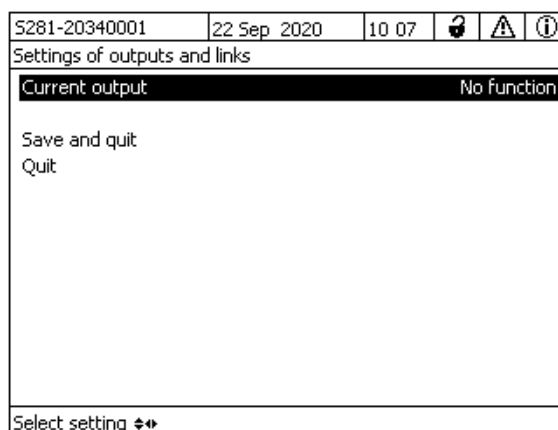 S281-20340001 22 Sep 2020 10 07
Settings of outputs and links
Current output No function
Save and quit
Quit
Select setting